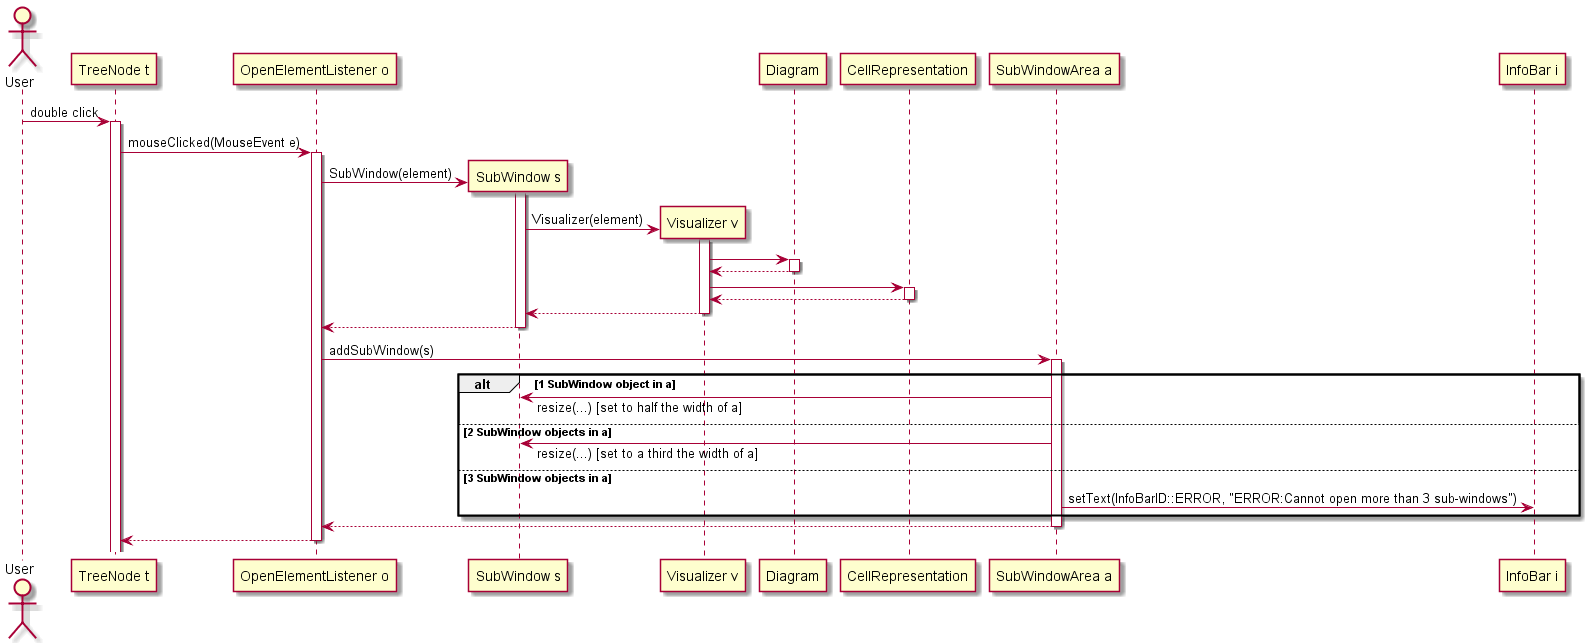 User
TreeNode t
OpenElementListener o
Diagram
CellRepresentation
SubWindowArea a
InfoBar i
double click
mouseClicked(MouseEvent e)
SubWindow(element)
SubWindow s
Visualizer(element)
Visualizer v
addSubWindow(s)
alt
[1 SubWindow object in a]
resize(...) [set to half the width of a]
[2 SubWindow objects in a]
resize(...) [set to a third the width of a]
[3 SubWindow objects in a]
setText(InfoBarID::ERROR, "ERROR:Cannot open more than 3 sub-windows")
User
TreeNode t
OpenElementListener o
SubWindow s
Visualizer v
Diagram
CellRepresentation
SubWindowArea a
InfoBar i